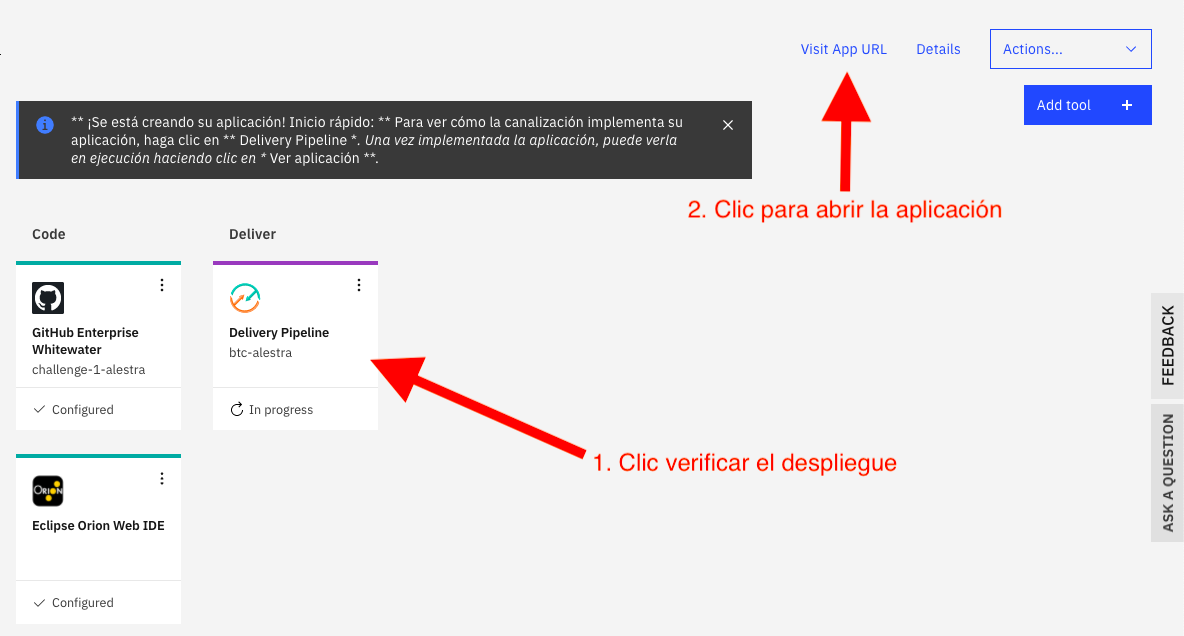 Visit App URL
Details
Actions...
Add tool +
** ¡Se está creando su aplicación! Inicio rápido: ** Para ver cómo la canalización implementa su
aplicación, haga clic en ** Delivery Pipeline *. Una vez implementada la aplicación, puede verla
en ejecución haciendo clic en * Ver aplicación **.
2. Clic para abrir la aplicación
Code
Deliver
GitHub Enterprise
Whitewater
challenge-1-alestra
Configured
Delivery Pipeline
btc-alestra
In progress
1. Clic verificar el despliegue
ORION
Eclipse Orion Web IDE
Configured
FEEDBACK
ASK A QUESTION